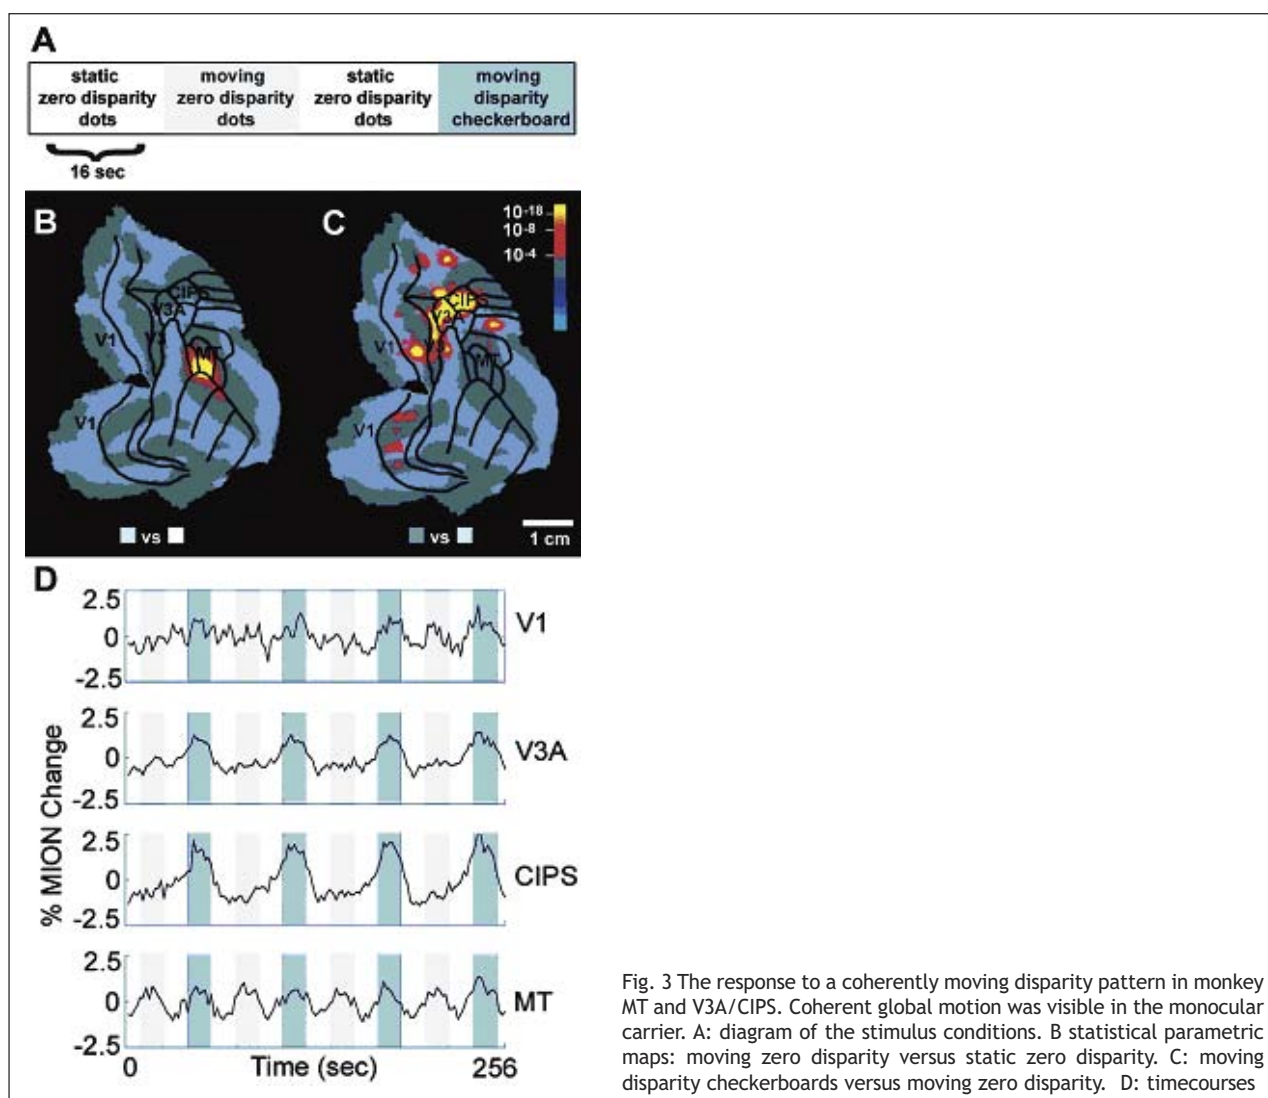 A
static zero disparity dots
moving zero disparity dots
static zero disparity dots
moving disparity checkerboard
16 sec
B
CIPS
V3A
V1
V3
MT
V1
vs
C
10-18
10-8
10-4
CIPS
V3A
V1
V3
MT
V1
vs
1 cm
D
% MION Change
2.5
0
-2.5
V1
2.5
0
-2.5
V3A
2.5
0
-2.5
CIPS
2.5
0
-2.5
MT
0
Time (sec)
256
Fig. 3 The response to a coherently moving disparity pattern in monkey
MT and V3A/CIPS. Coherent global motion was visible in the monocular
carrier. A: diagram of the stimulus conditions. B statistical parametric
maps: moving zero disparity versus static zero disparity. C: moving
disparity checkerboards versus moving zero disparity. D: timecourses